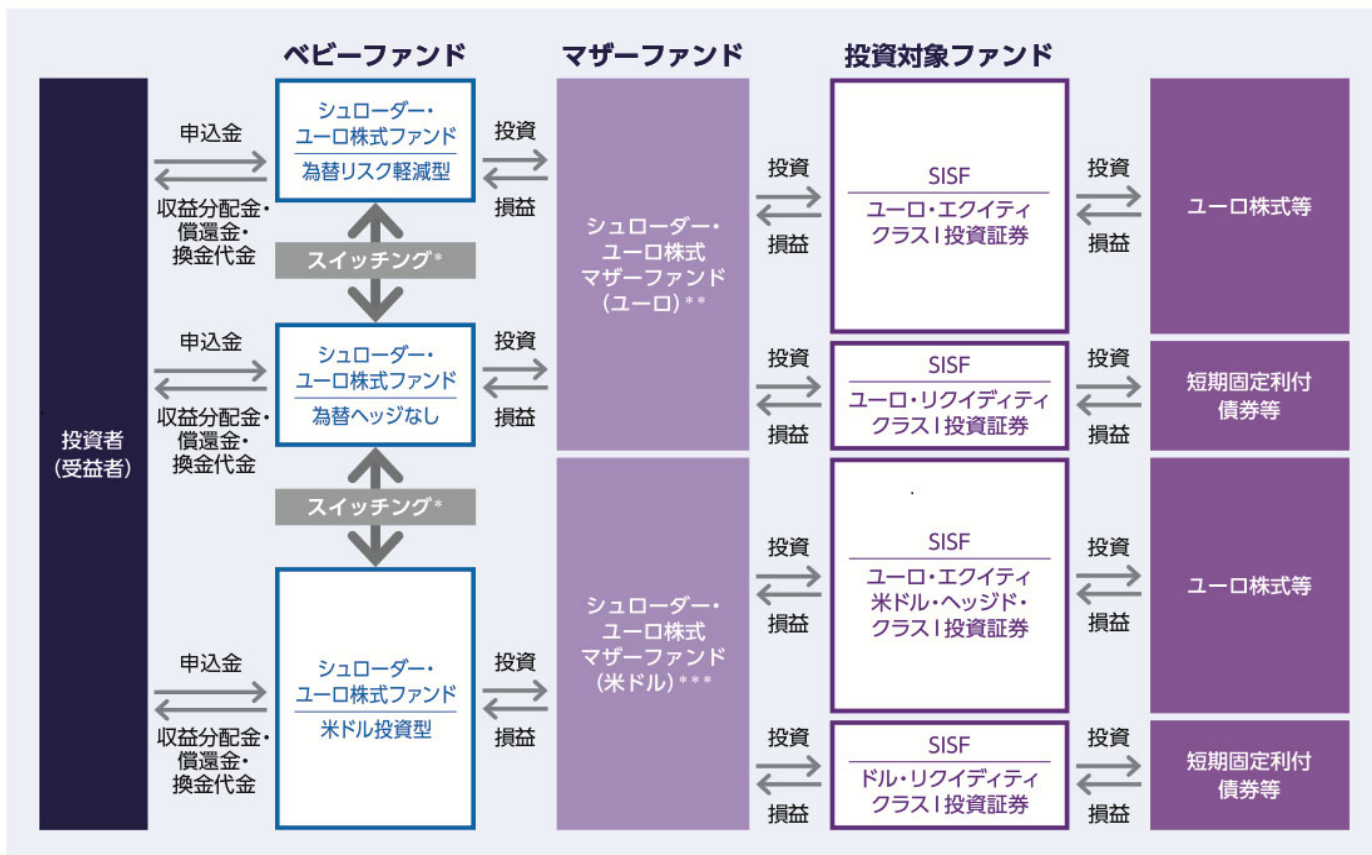 ベビーファンド
マザーファンド
投資対象ファンド
投資者
(受益者)
申込金
収益分配金・
償還金・
換金代金
シュローダー・
ユーロ株式ファンド
為替リスク軽減型
投資
損益
スイッチング*
申込金
収益分配金・
償還金・
換金代金
シュローダー・
ユーロ株式ファンド
為替ヘッジなし
投資
損益
スイッチング*
申込金
収益分配金・
償還金・
換金代金
シュローダー・
ユーロ株式ファンド
米ドル投資型
投資
損益
シュローダー・
ユーロ株式
マザーファンド
(ユーロ)**
投資
損益
SISF
ユーロ・エクイティ
クラスI投資証券
投資
損益
ユーロ株式等
投資
損益
SISF
ユーロ・リクイディティ
クラスI投資証券
投資
損益
短期固定利付
債券等
シュローダー・
ユーロ株式
マザーファンド
(米ドル)***
投資
損益
SISF
ユーロ・エクイティ
米ドル・ヘッジド・
クラスI投資証券
投資
損益
ユーロ株式等
投資
損益
SISF
ドル・リクイディティ
クラスI投資証券
投資
損益
短期固定利付
債券等